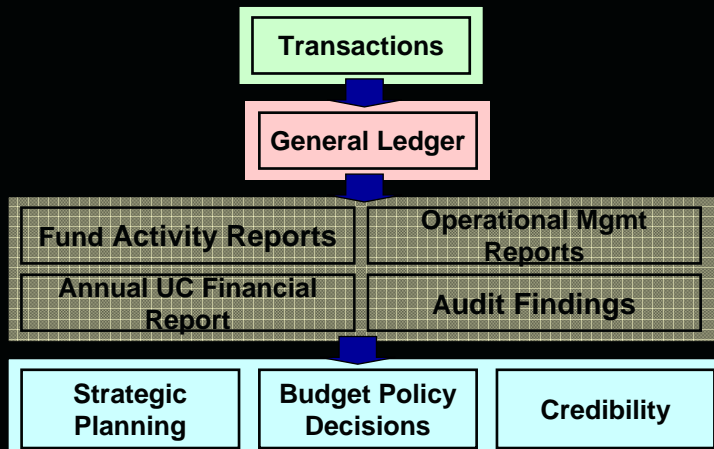 Transactions
General Ledger
Fund Activity Reports
Operational Mgmt
Reports
Annual UC Financial
Report
Audit Findings
Strategic
Planning
Budget Policy
Decisions
Credibility